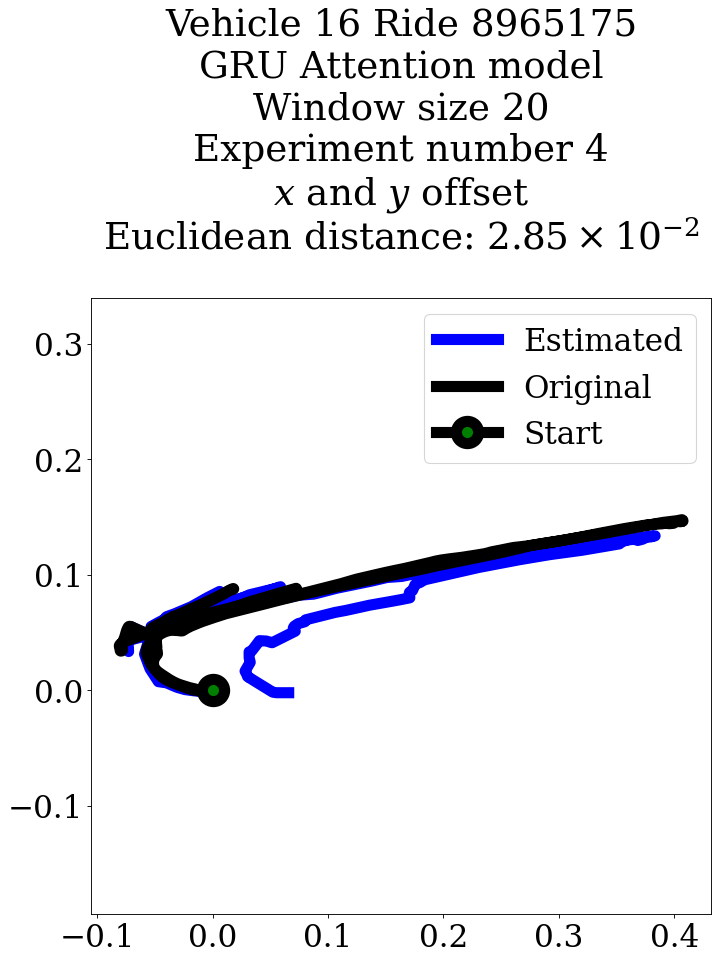 Vehicle 16 Ride 8965175
GRU Attention model
Window size 20
Experiment number 4
x and y offset
Euclidean distance: 2.85 × 10⁻²
Estimated
Original
Start
0.3
0.2
0.1
0.0
−0.1
−0.1 0.0 0.1 0.2 0.3 0.4